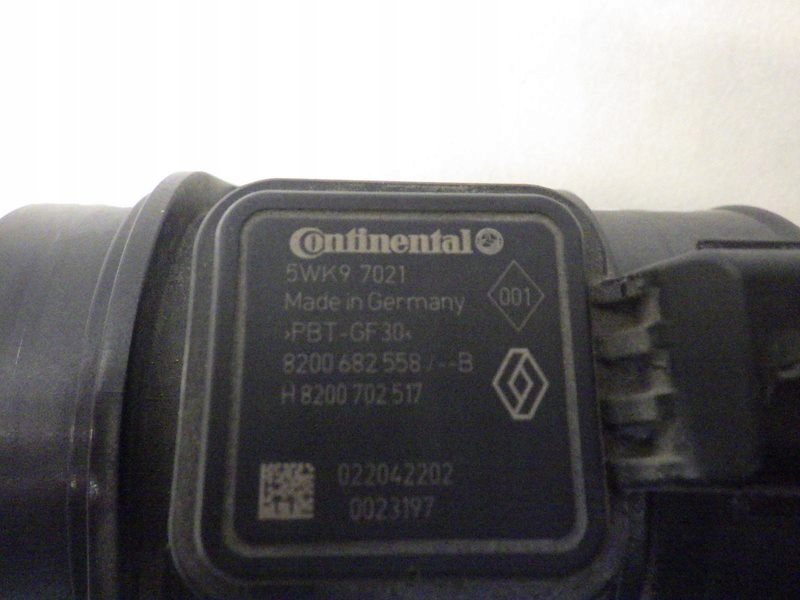 Continental
5WK9 7021
Made in Germany
001
>PBT-GF30<
8200 682 558 /--B
H 8200 702 517
022042202
0023197